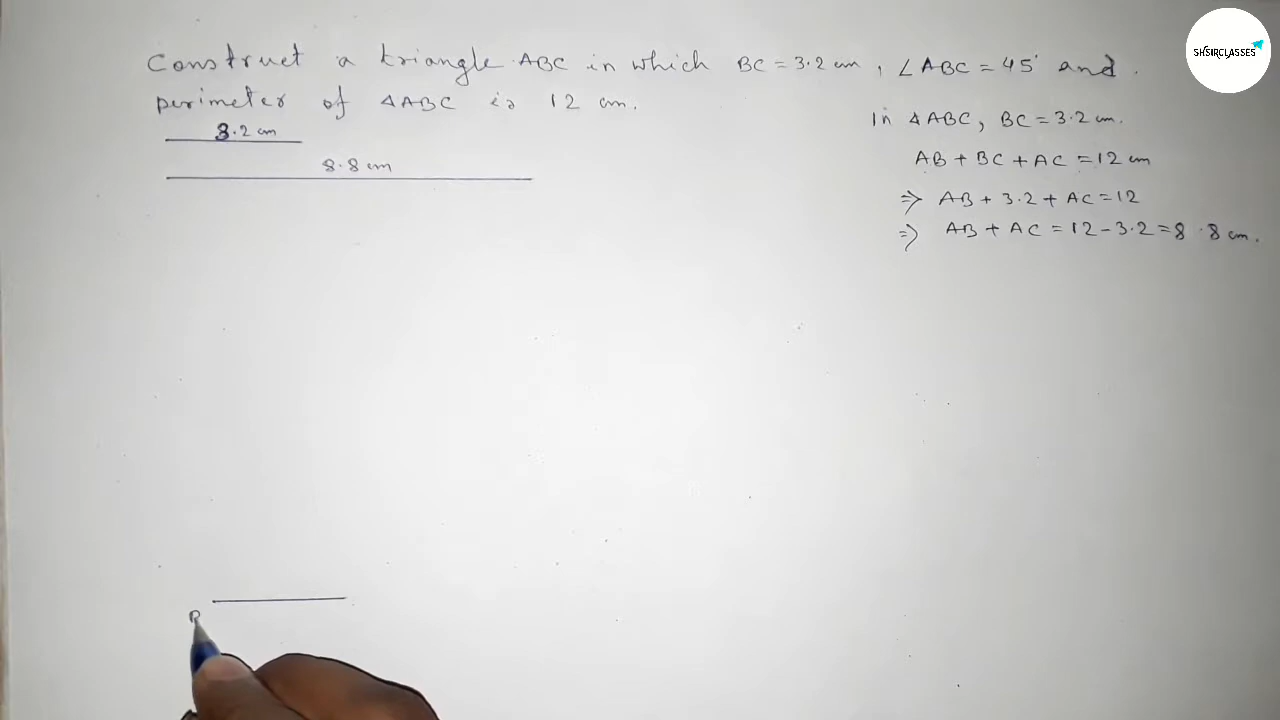 SHSIRCLASSES
Construct a triangle ABC in which BC = 3.2 cm, ∠ABC = 45° and
perimeter of △ABC is 12 cm.
3.2 cm
8.8 cm
In △ABC, BC = 3.2 cm.
AB + BC + AC = 12 cm
⇒ AB + 3.2 + AC = 12
⇒ AB + AC = 12 - 3.2 = 8.8 cm.